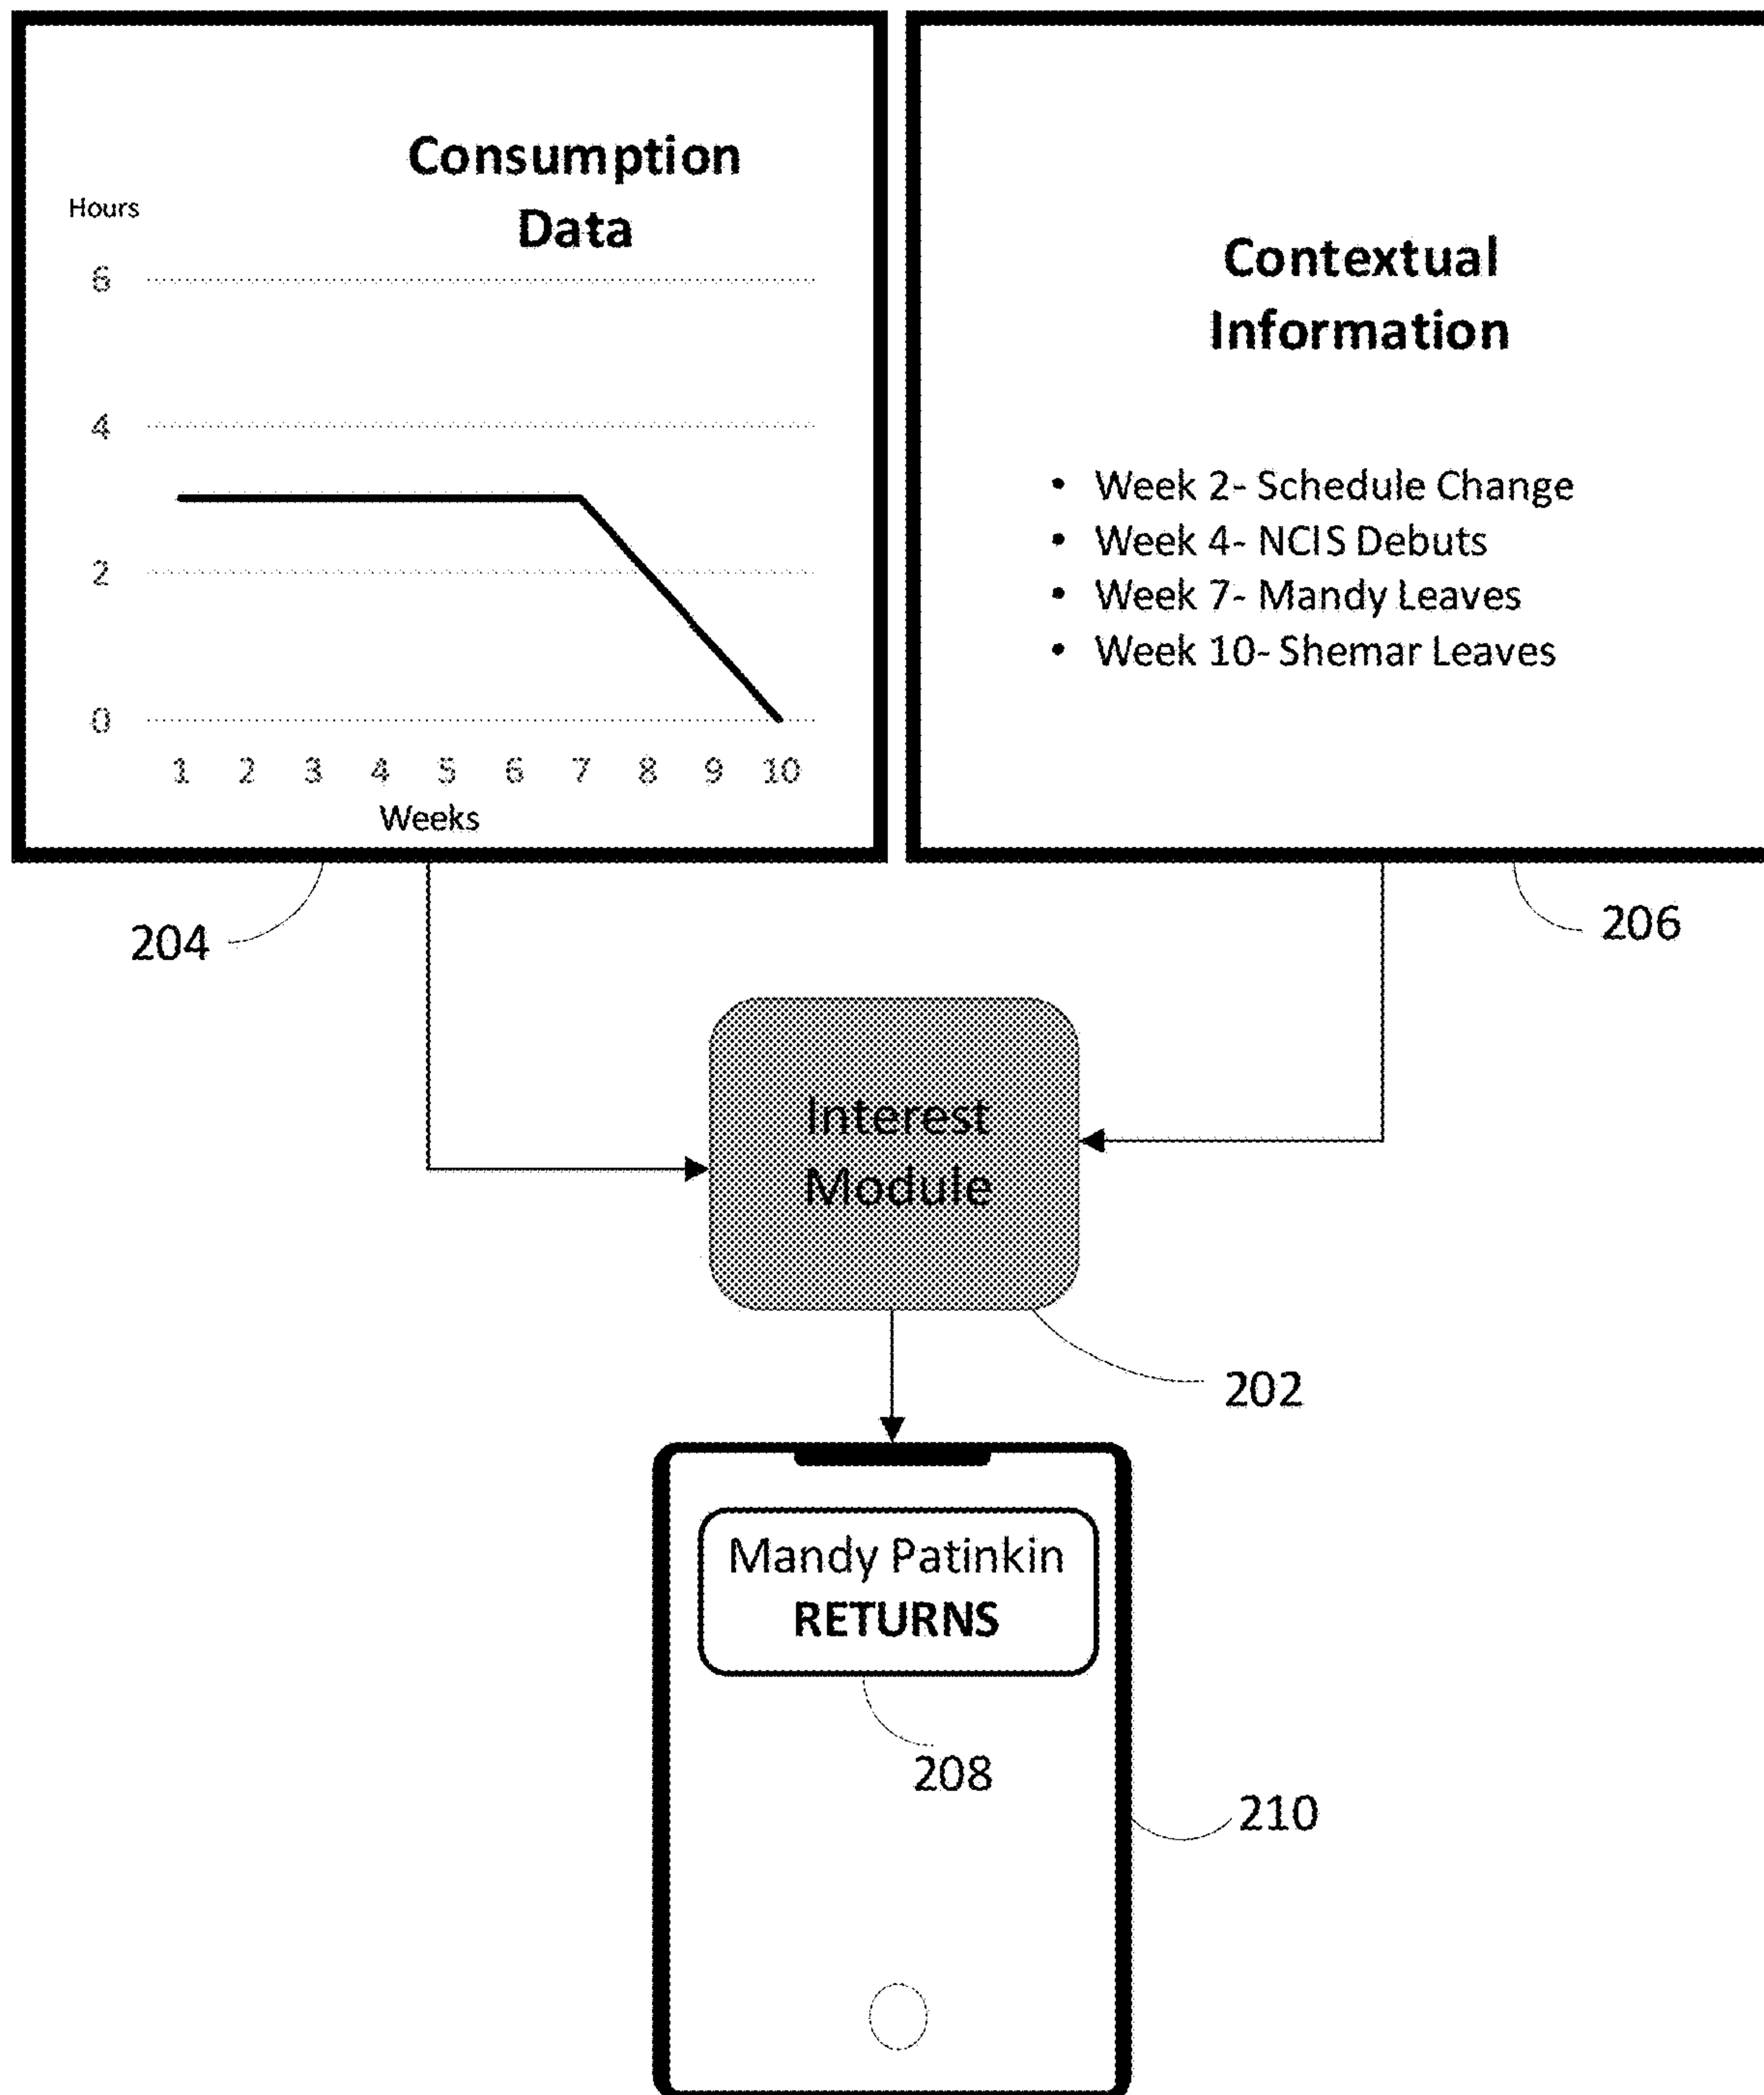 Consumption
Data
Hours
6
4
2
0
1 2 3 4 5 6 7 8 9 10
Weeks
Contextual
Information
• Week 2- Schedule Change
• Week 4- NCIS Debuts
• Week 7- Mandy Leaves
• Week 10- Shemar Leaves
204
206
Interest
Module
202
Mandy Patinkin
RETURNS
208
210